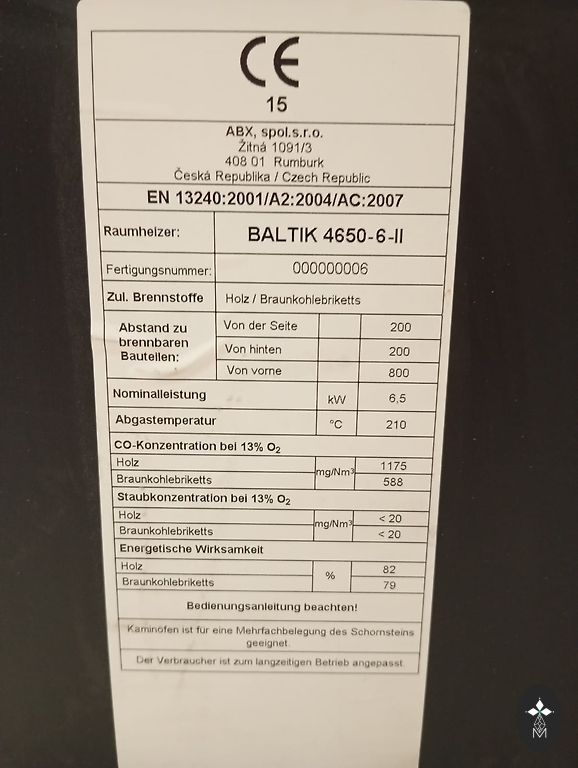 CE
15
ABX, spol.s.r.o.
Žitná 1091/3
408 01 Rumburk
Česká Republika / Czech Republic
EN 13240:2001/A2:2004/AC:2007
Raumheizer: BALTIK 4650-6-II
Fertigungsnummer: 000000006
Zul. Brennstoffe Holz / Braunkohlebriketts
Abstand zu
brennbaren
Bauteilen:
Von der Seite 200
Von hinten 200
Von vorne 800
Nominalleistung kW 6,5
Abgastemperatur °C 210
CO-Konzentration bei 13% O₂
Holz mg/Nm³ 1175
Braunkohlebriketts 588
Staubkonzentration bei 13% O₂
Holz mg/Nm³ < 20
Braunkohlebriketts < 20
Energetische Wirksamkeit
Holz % 82
Braunkohlebriketts 79
Bedienungsanleitung beachten!
Kaminofen ist für eine Mehrfachbelegung des Schornsteins
geeignet.
Der Verbraucher ist zum langzeitigen Betrieb angepasst.
M